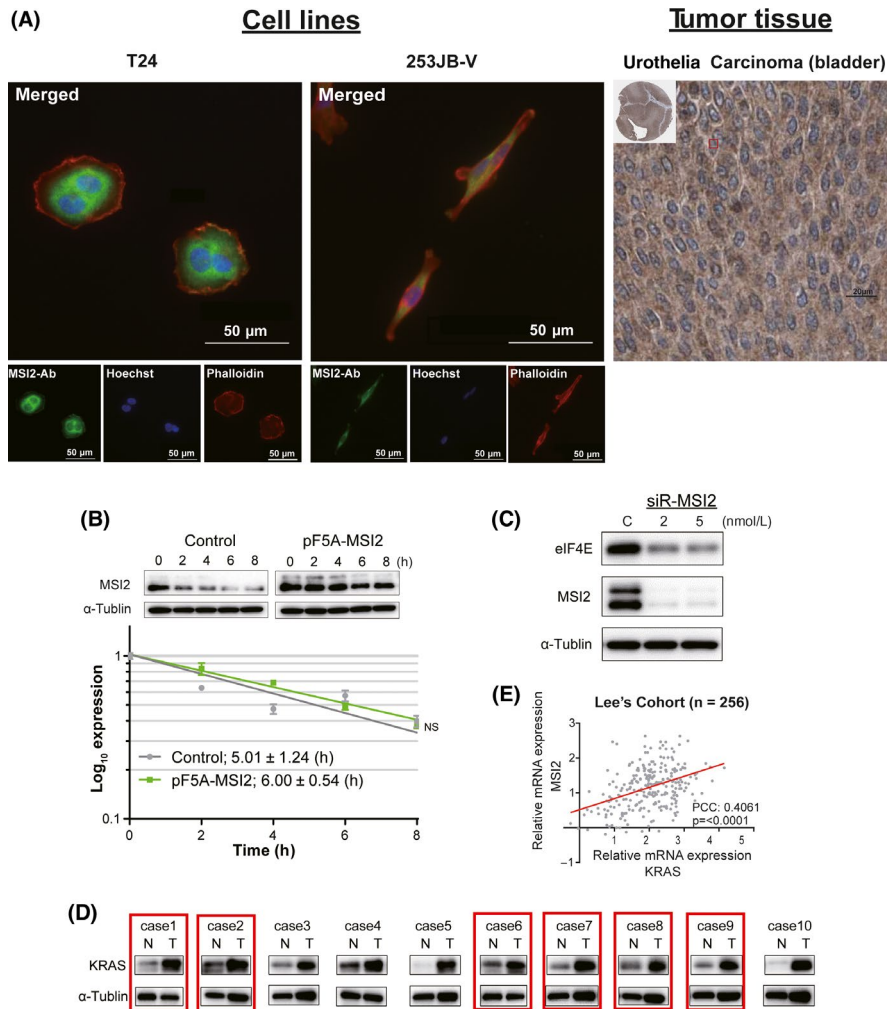 (A)
Cell lines
Tumor tissue
T24
253JB-V
Urothelia Carcinoma (bladder)
Merged
50 µm
Merged
50 µm
20µm
MSI2-Ab
50 µm
Hoechst
50 µm
Phalloidin
50 µm
MSI2-Ab
50 µm
Hoechst
50 µm
Phalloidin
50 µm
(B)
Control
pF5A-MSI2
0 2 4 6 8
0 2 4 6 8 (h)
MSI2
α-Tublin
Log10 expression
1
0.1
NS
Control; 5.01 ± 1.24 (h)
pF5A-MSI2; 6.00 ± 0.54 (h)
0 2 4 6 8
Time (h)
(C)
siR-MSI2
C 2 5 (nmol/L)
eIF4E
MSI2
α-Tublin
(E)
Lee's Cohort (n = 256)
Relative mRNA expression
MSI2
3
2
1
0
−1
PCC: 0.4061
p=<0.0001
1 2 3 4 5
Relative mRNA expression
KRAS
(D)
case1 case2 case3 case4 case5 case6 case7 case8 case9 case10
N T N T N T N T N T N T N T N T N T N T
KRAS
α-Tublin